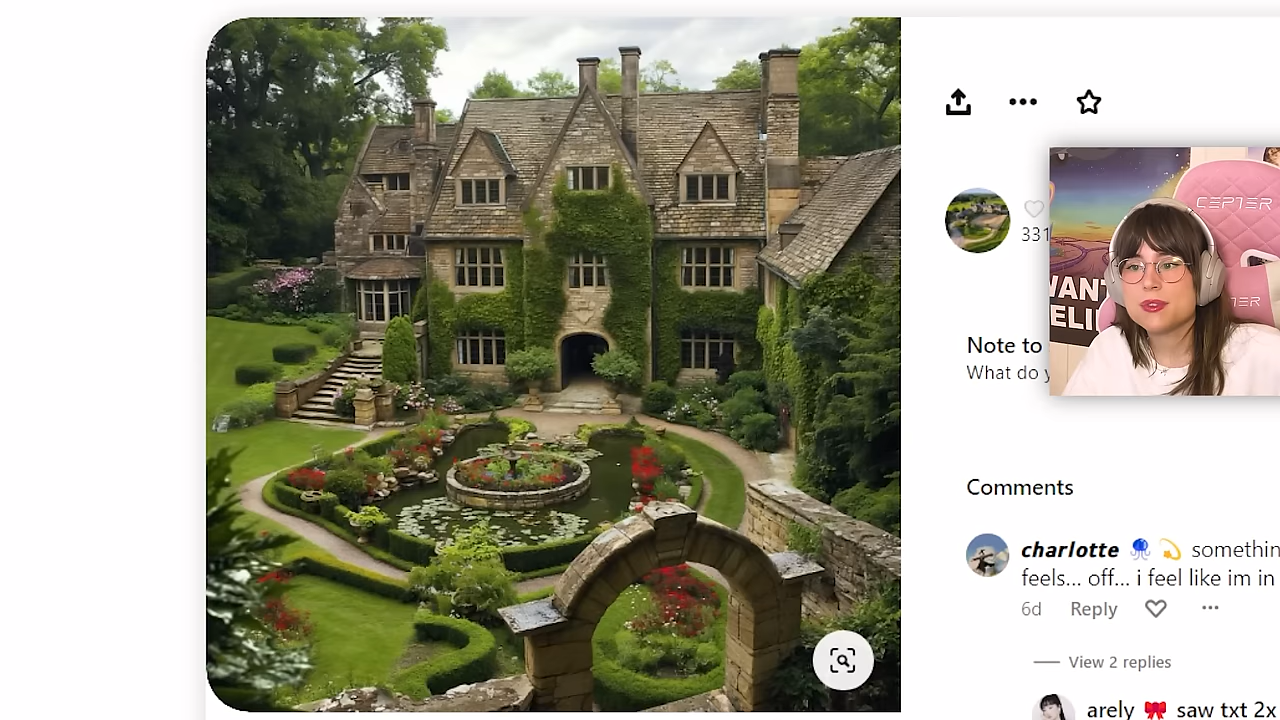 CEPTER
331
WANT
Note to
What do y
Comments
charlotte somethin
feels... off... i feel like im in
6d Reply
View 2 replies
arely saw txt 2x